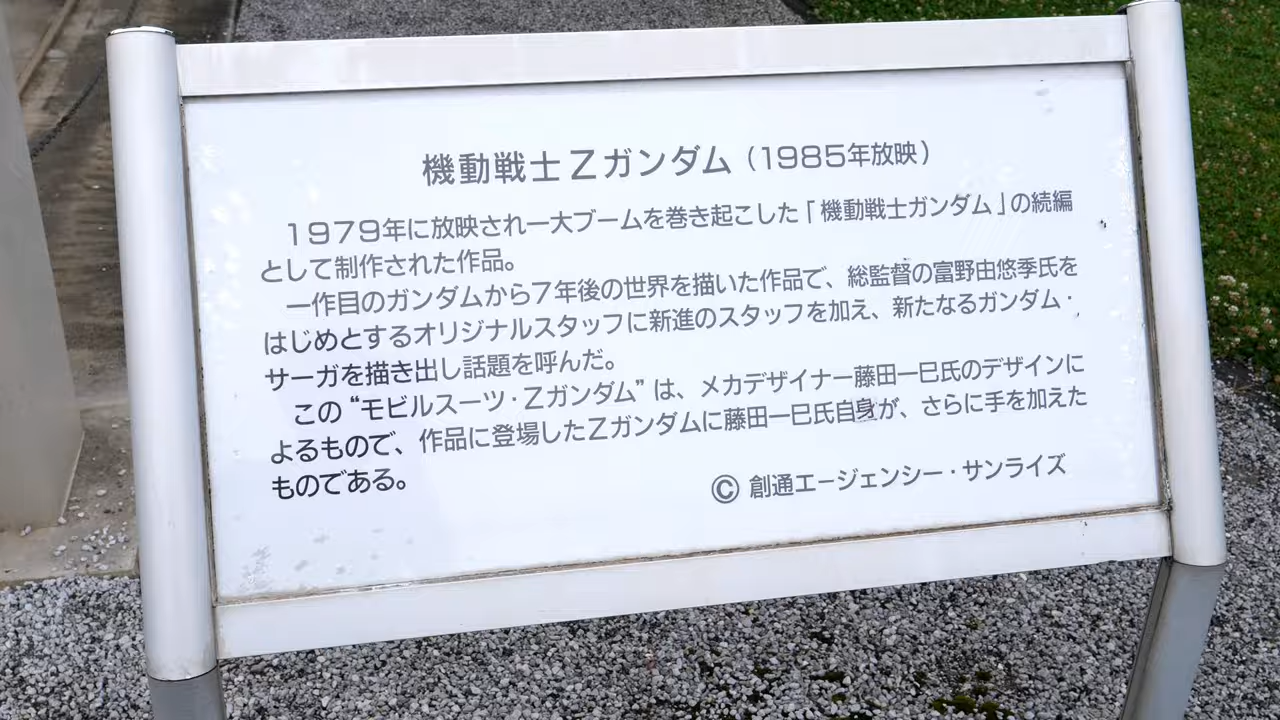 機動戦士Zガンダム（1985年放映）
1979年に放映され一大ブームを巻き起こした「機動戦士ガンダム」の続編
として制作された作品。
一作目のガンダムから7年後の世界を描いた作品で、総監督の富野由悠季氏を
はじめとするオリジナルスタッフに新進のスタッフを加え、新たなるガンダム・
サーガを描き出し話題を呼んだ。
この“モビルスーツ・Zガンダム”は、メカデザイナー藤田一巳氏のデザインに
よるもので、作品に登場したZガンダムに藤田一巳氏自身が、さらに手を加えた
ものである。
Ⓒ 創通エージェンシー・サンライズ